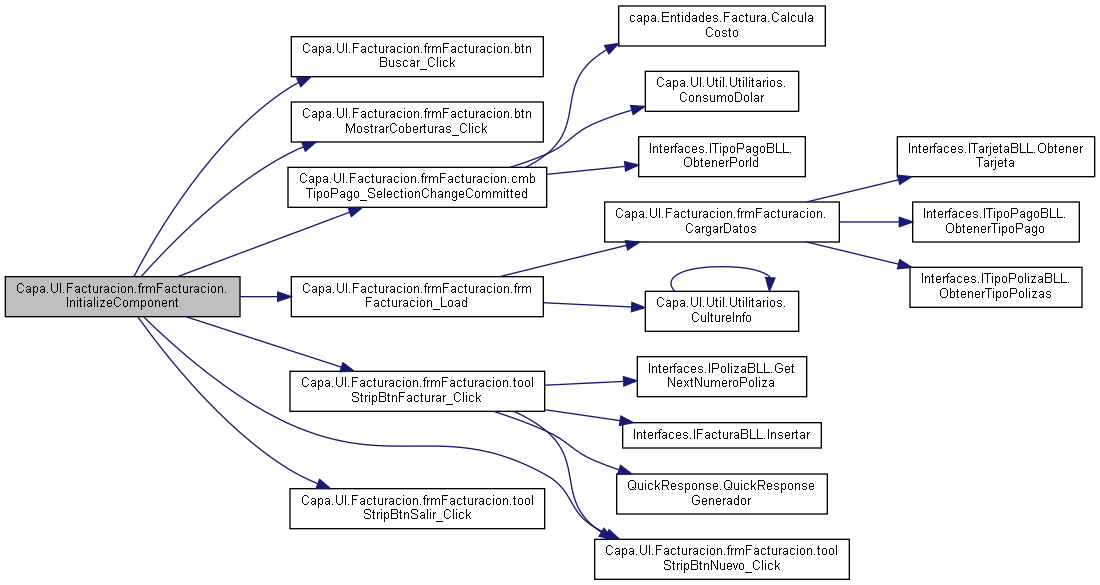 capa.Entidades.Factura.Calcula
Costo
Capa.UI.Facturacion.frmFacturacion.btn
Buscar_Click
Capa.UI.Util.Utilitarios.
ConsumoDolar
Capa.UI.Facturacion.frmFacturacion.btn
MostrarCoberturas_Click
Interfaces.ITipoPagoBLL.
ObtenerPorId
Interfaces.ITarjetaBLL.Obtener
Tarjeta
Capa.UI.Facturacion.frmFacturacion.cmb
TipoPago_SelectionChangeCommitted
Capa.UI.Facturacion.frmFacturacion.
CargarDatos
Interfaces.ITipoPagoBLL.
ObtenerTipoPago
Capa.UI.Facturacion.frmFacturacion.
InitializeComponent
Capa.UI.Facturacion.frmFacturacion.frm
Facturacion_Load
Capa.UI.Util.Utilitarios.
CultureInfo
Interfaces.ITipoPolizaBLL.
ObtenerTipoPolizas
Interfaces.IPolizaBLL.Get
NextNumeroPoliza
Capa.UI.Facturacion.frmFacturacion.tool
StripBtnFacturar_Click
Interfaces.IFacturaBLL.Insertar
QuickResponse.QuickResponse
Generador
Capa.UI.Facturacion.frmFacturacion.tool
StripBtnSalir_Click
Capa.UI.Facturacion.frmFacturacion.tool
StripBtnNuevo_Click